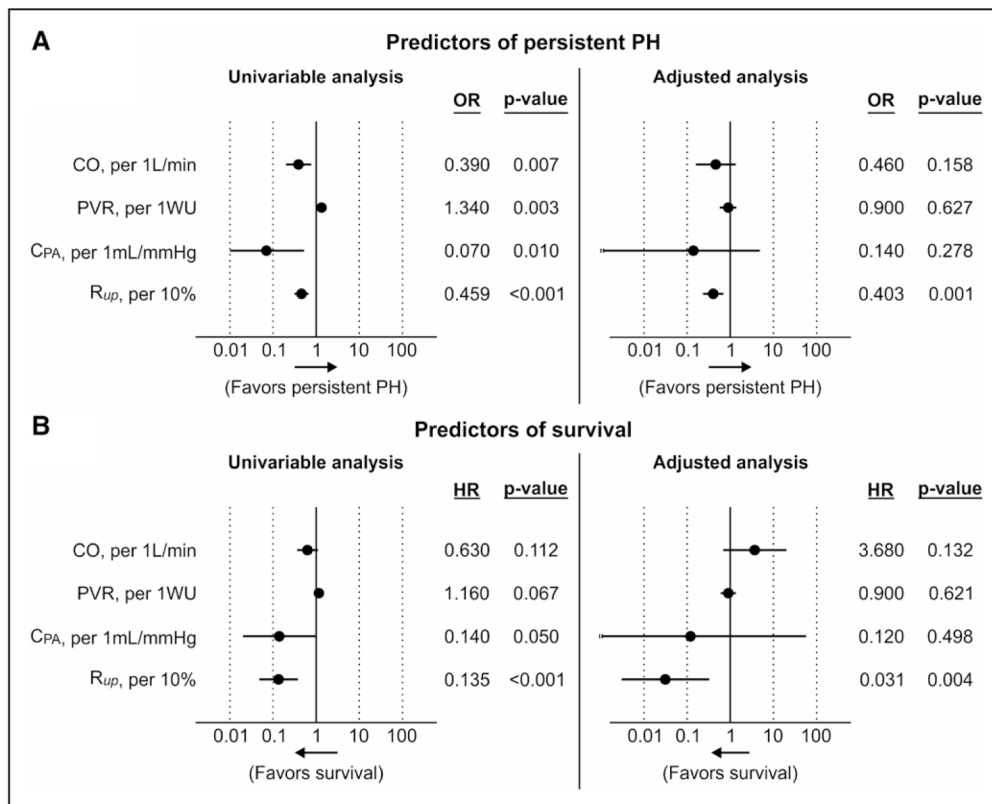 A
Predictors of persistent PH
Univariable analysis
Adjusted analysis
OR p-value
OR p-value
CO, per 1L/min 0.390 0.007 0.460 0.158
PVR, per 1WU 1.340 0.003 0.900 0.627
CPA, per 1mL/mmHg 0.070 0.010 0.140 0.278
Rup, per 10% 0.459 <0.001 0.403 0.001
0.01 0.1 1 100
0.1 1 10 100
(Favors persistent PH)
(Favors persistent PH)
B
Predictors of survival
Univariable analysis
Adjusted analysis
HR p-value
HR p-value
CO, per 1L/min 0.630 0.112 3.680 0.132
PVR, per 1WU 1.160 0.067 0.900 0.621
CPA, per 1mL/mmHg 0.140 0.050 0.120 0.498
Rup, per 10% 0.135 <0.001 0.031 0.004
0.01 0.1 1 100
0.01 0.1 1 10 100
(Favors survival)
(Favors survival)